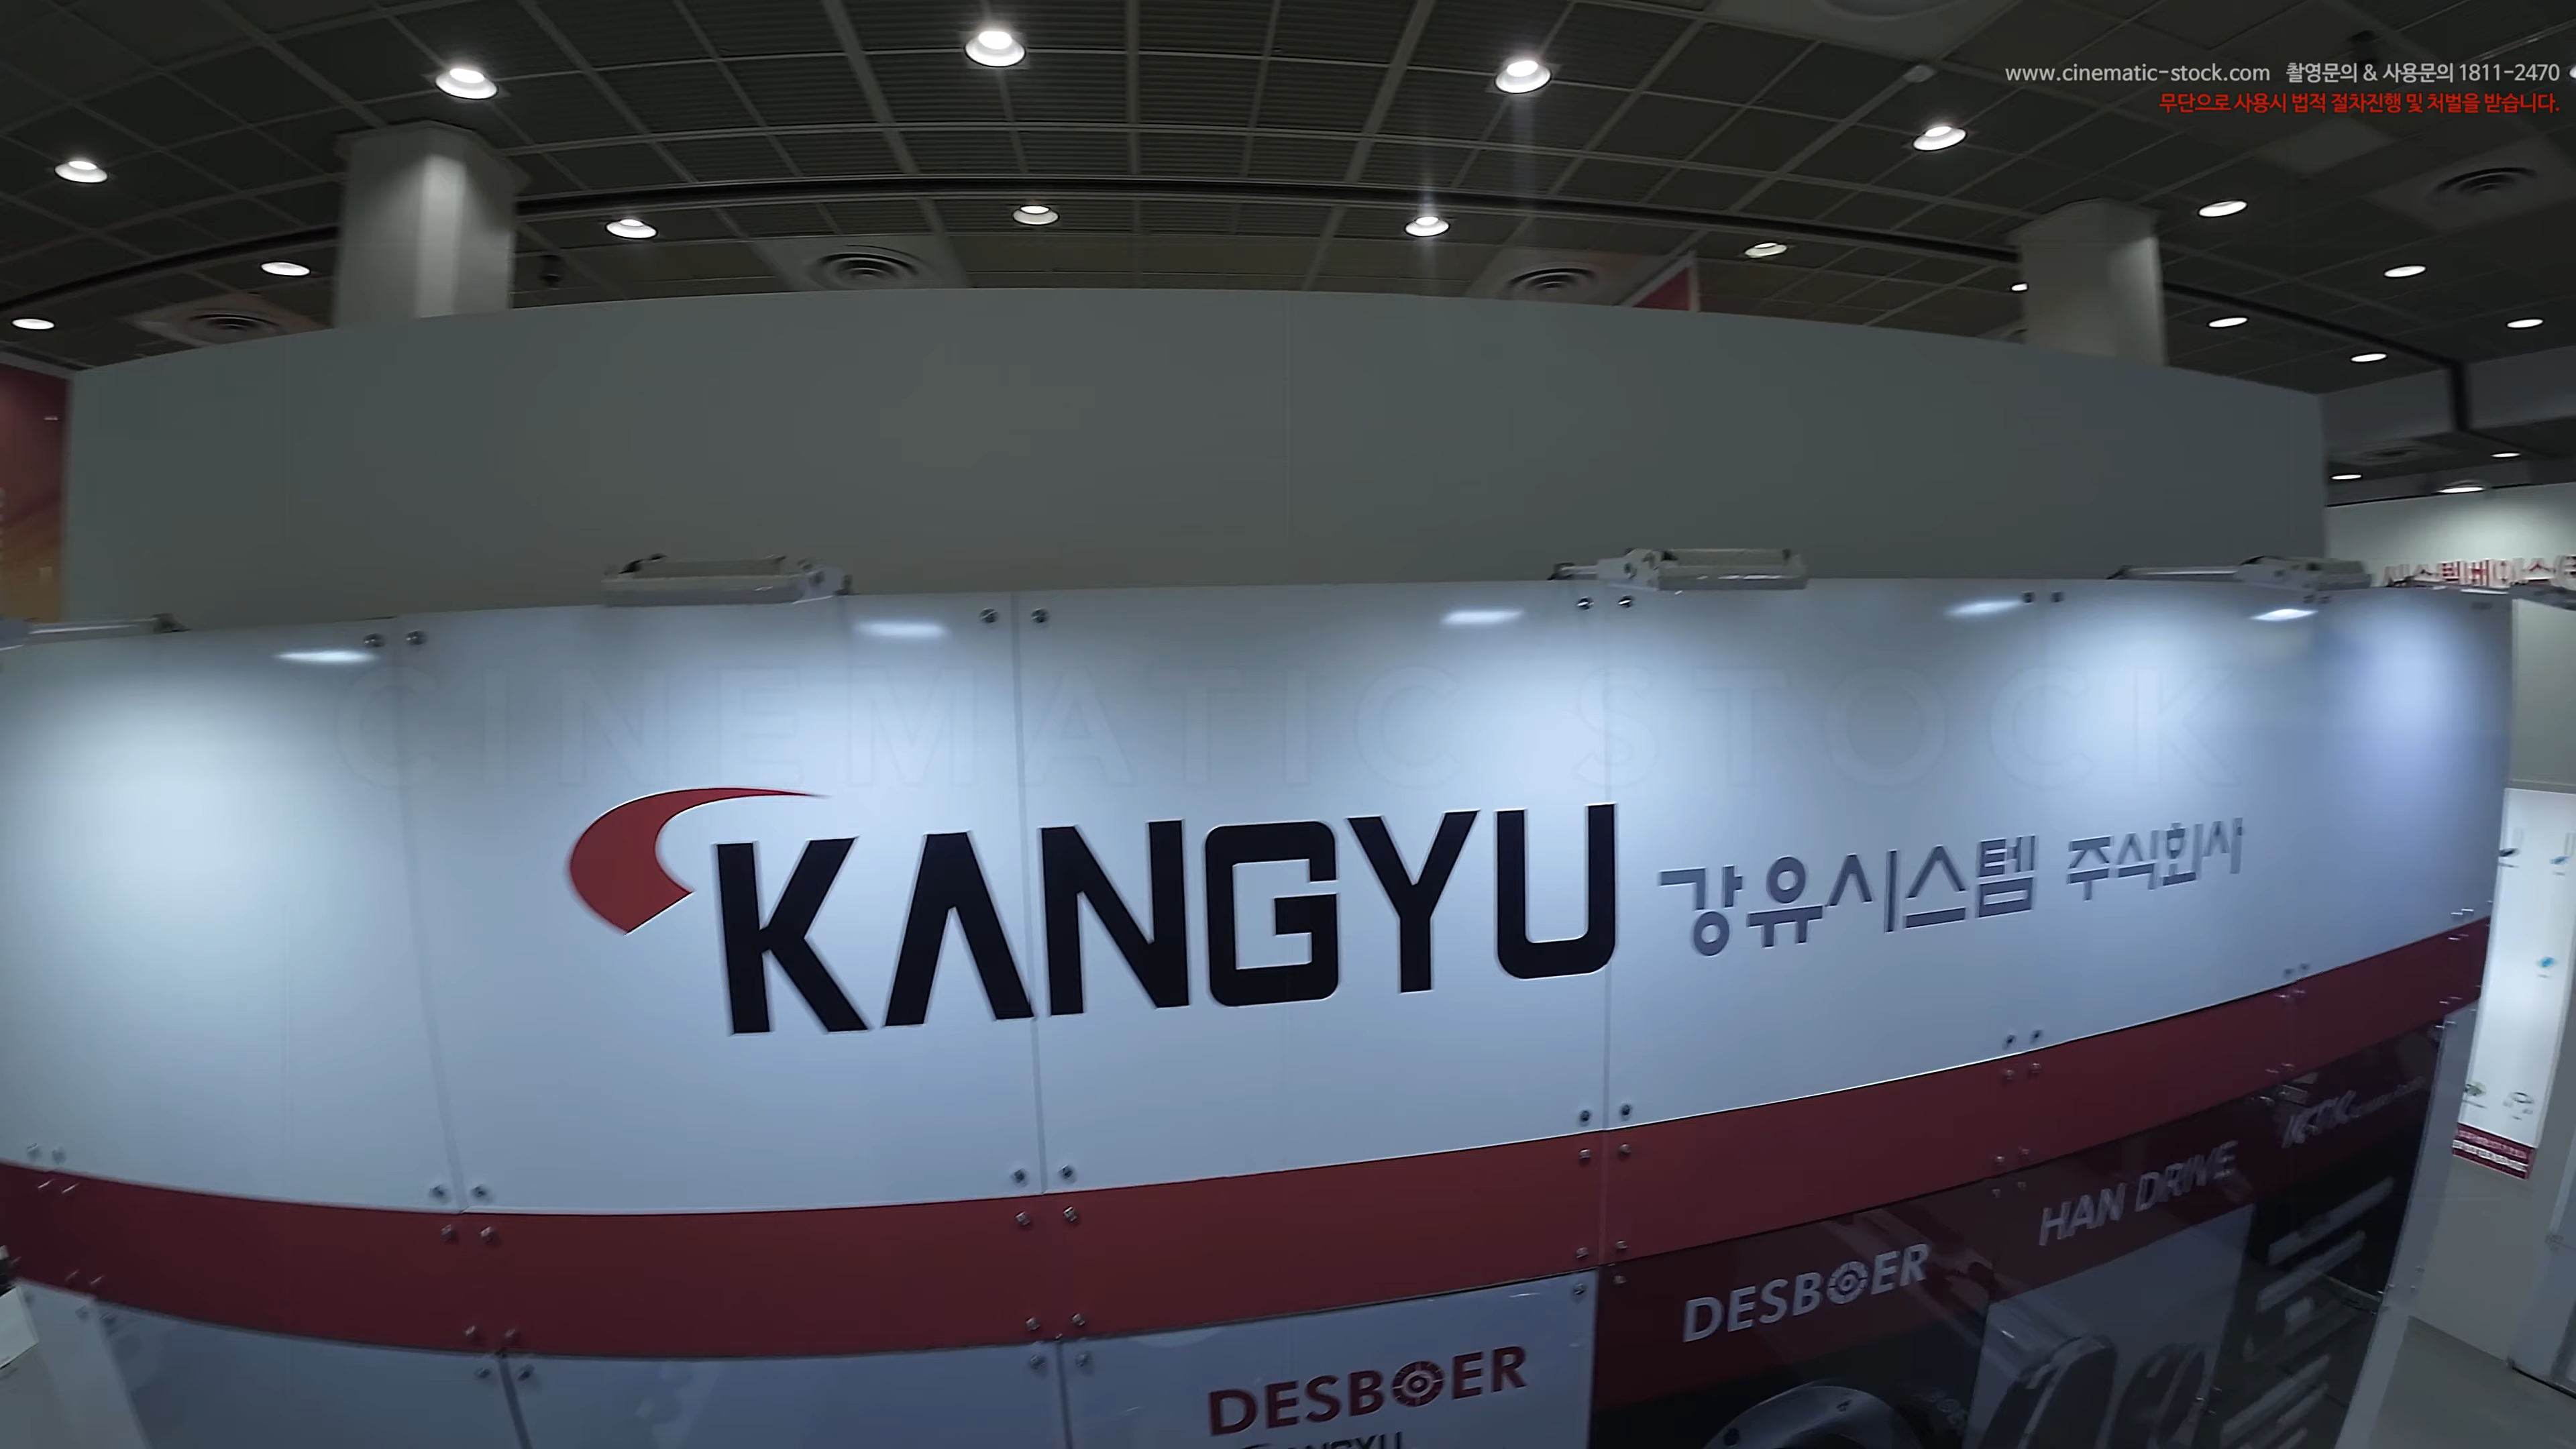 www.cinematic-stock.com 촬영문의 & 사용문의 1811-2470
무단으로 사용시 법적 절차진행 및 처벌을 받습니다.
CINEMATIC STOCK
KANGYU 강유시스템 주식회사
HAN DRIVE
DESBOER
DESBOER
KANGYU